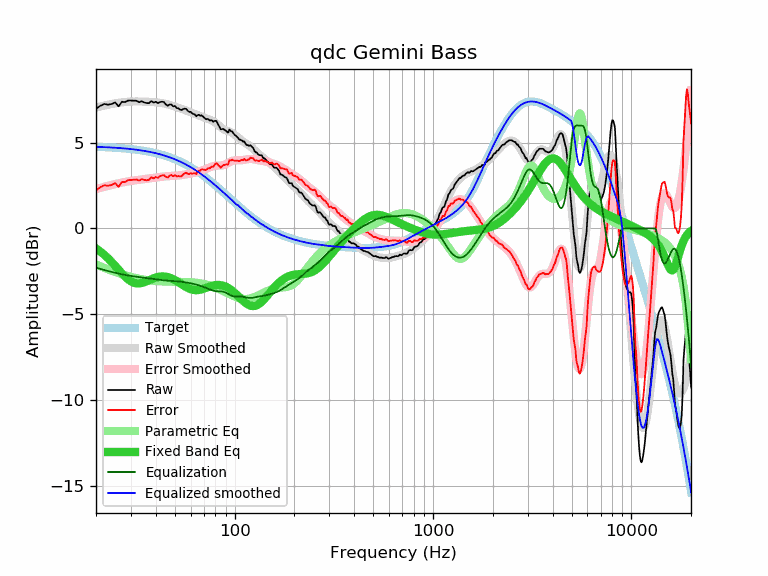 qdc Gemini Bass
Amplitude (dBr)
5
0
−5
−10
−15
Target
Raw Smoothed
Error Smoothed
Raw
Error
Parametric Eq
Fixed Band Eq
Equalization
Equalized smoothed
100
1000
10000
Frequency (Hz)